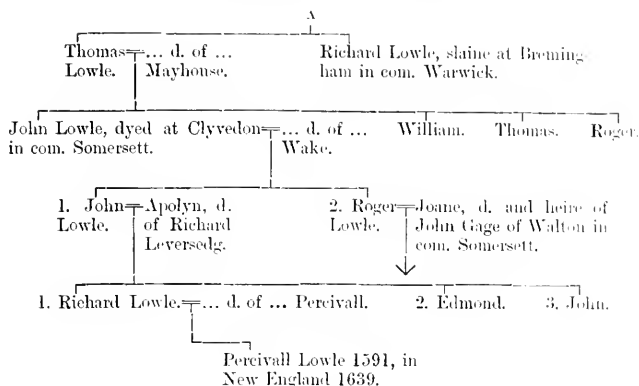 A
Thomas=... d. of ...
Lowle. Mayhouse.
Richard Lowle, slaine at Breming-
ham in com. Warwick.
John Lowle, dyed at Clyvedon=... d. of ...
in com. Somersett. Wake.
William. Thomas. Roger.
1. John=Apolyn, d.
Lowle. of Richard
Leversedg.
2. Roger=Joane, d. and heire of
Lowle. John Gage of Walton in
com. Somersett.
1. Richard Lowle.=... d. of ... Percivall. 2. Edmond. 3. John.
Percivall Lowle 1591, in
New England 1639.